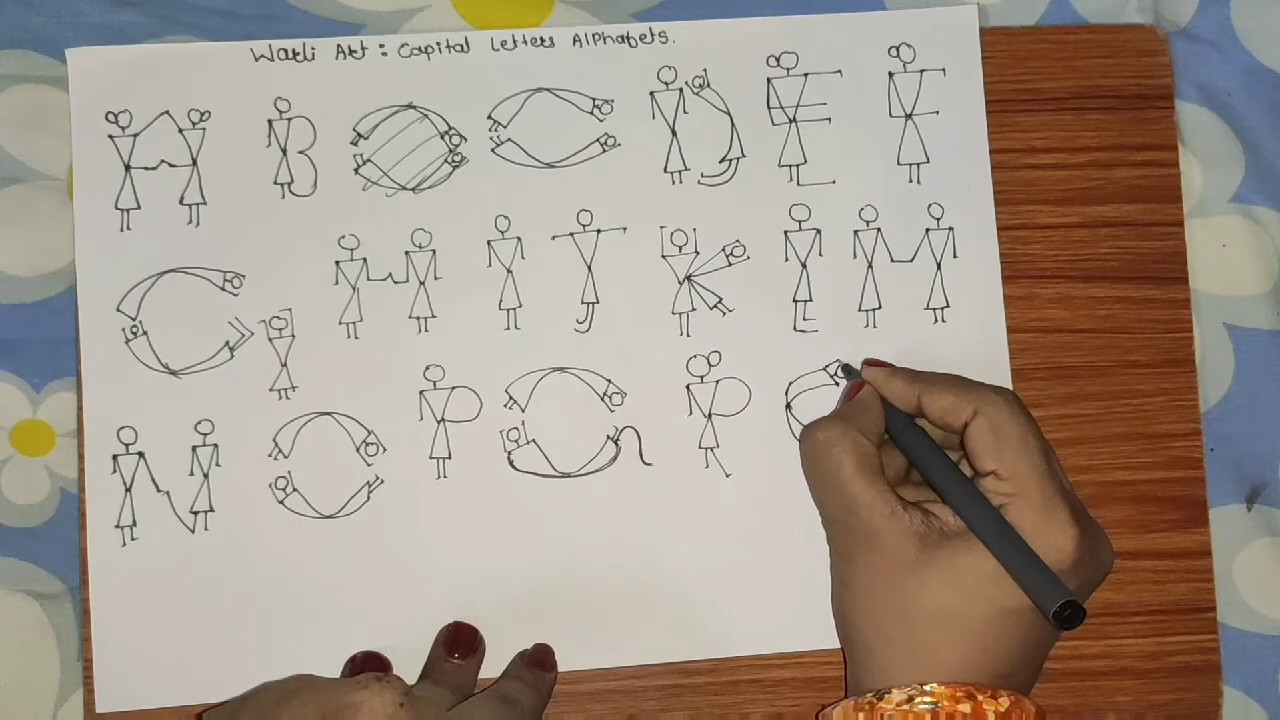 Warli Art : Capital Letters Alphabets.
A B C D E F
G H I J K L M
N O P Q R